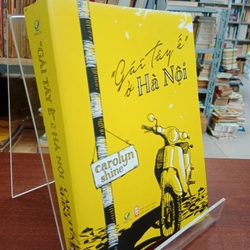 "Gái Tây ế"
ở Hà Nội
carolyn
shine
"GÁI TÂY Ế" Ở HÀ NỘI